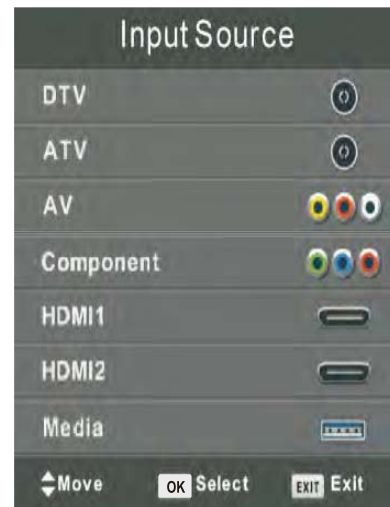 Input Source
DTV
ATV
AV
Component
HDMI1
HDMI2
Media
Move OK Select EXIT Exit